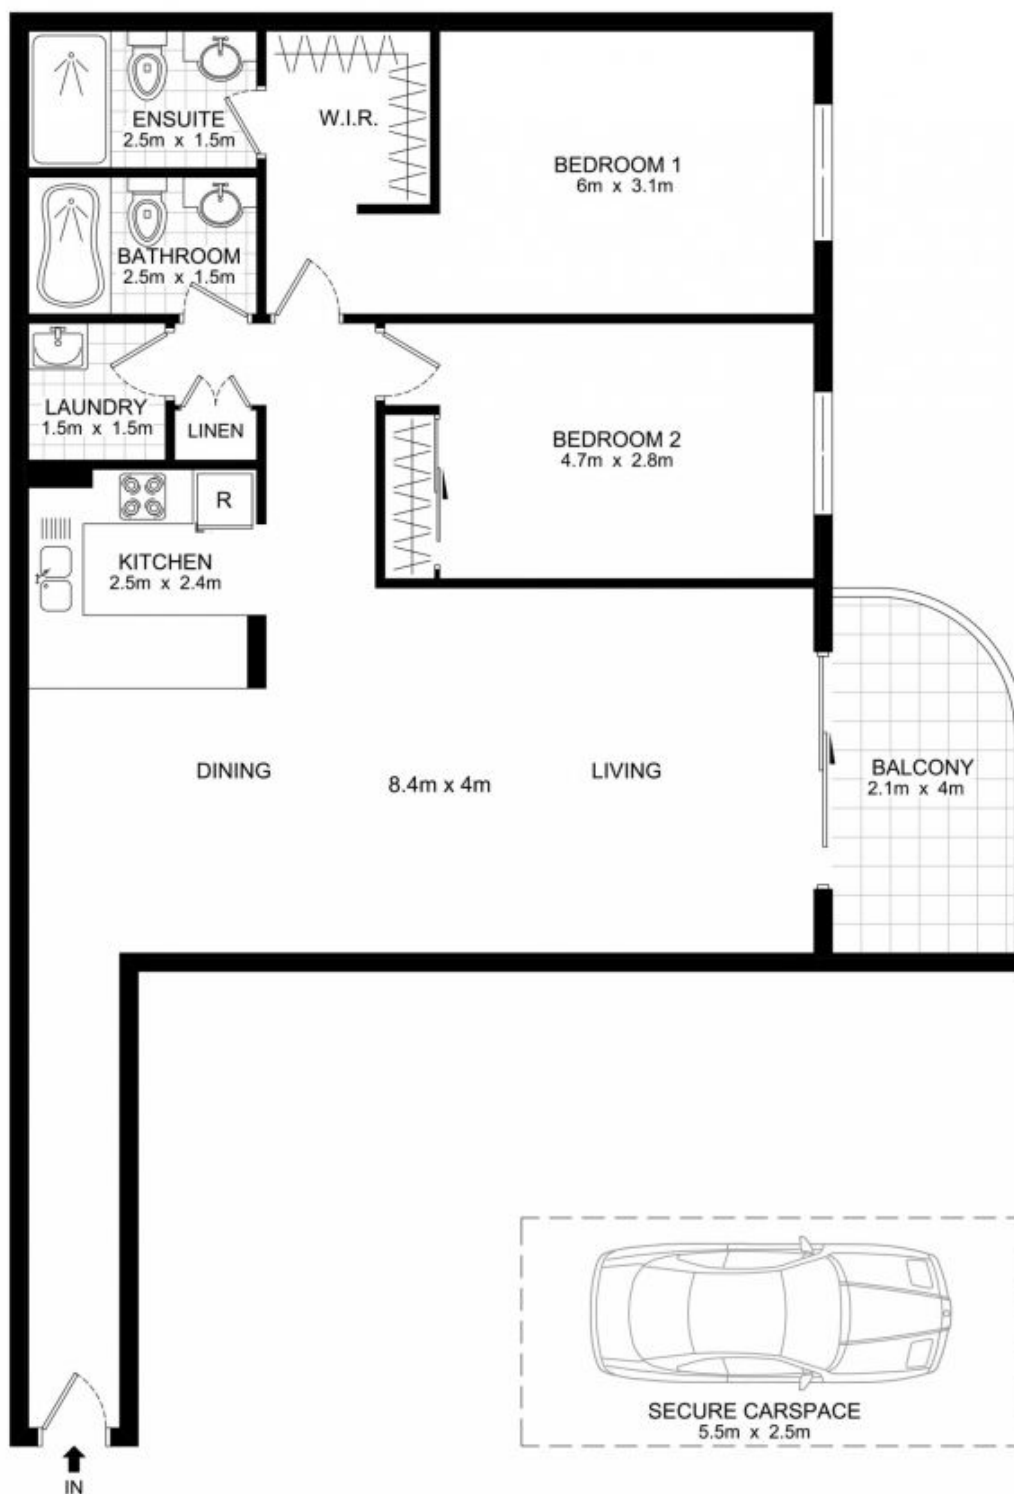 ENSUITE
2.5m x 1.5m
W.I.R.
BEDROOM 1
6m x 3.1m
BATHROOM
2.5m x 1.5m
LAUNDRY
1.5m x 1.5m
LINEN
BEDROOM 2
4.7m x 2.8m
R
KITCHEN
2.5m x 2.4m
DINING
8.4m x 4m
LIVING
BALCONY
2.1m x 4m
SECURE CARSPACE
5.5m x 2.5m
IN